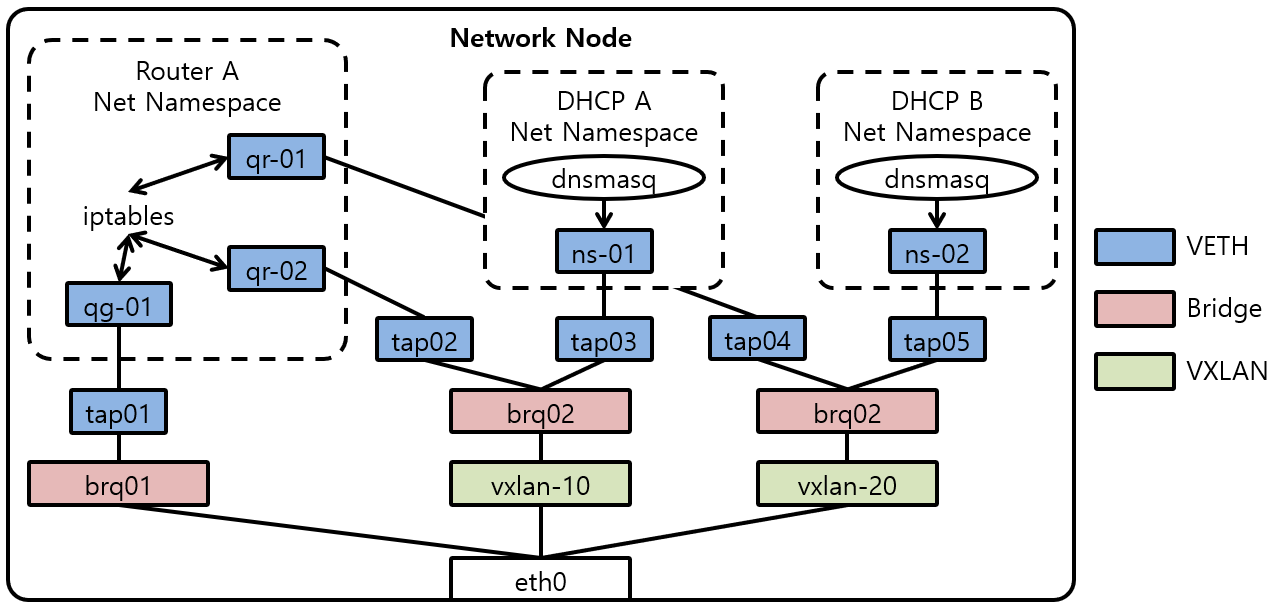 Network Node
Router A
Net Namespace
DHCP A
Net Namespace
DHCP B
Net Namespace
qr-01
dnsmasq
dnsmasq
iptables
qr-02
ns-01
ns-02
VETH
qg-01
Bridge
tap02
tap03
tap04
tap05
VXLAN
tap01
brq02
brq02
brq01
vxlan-10
vxlan-20
eth0